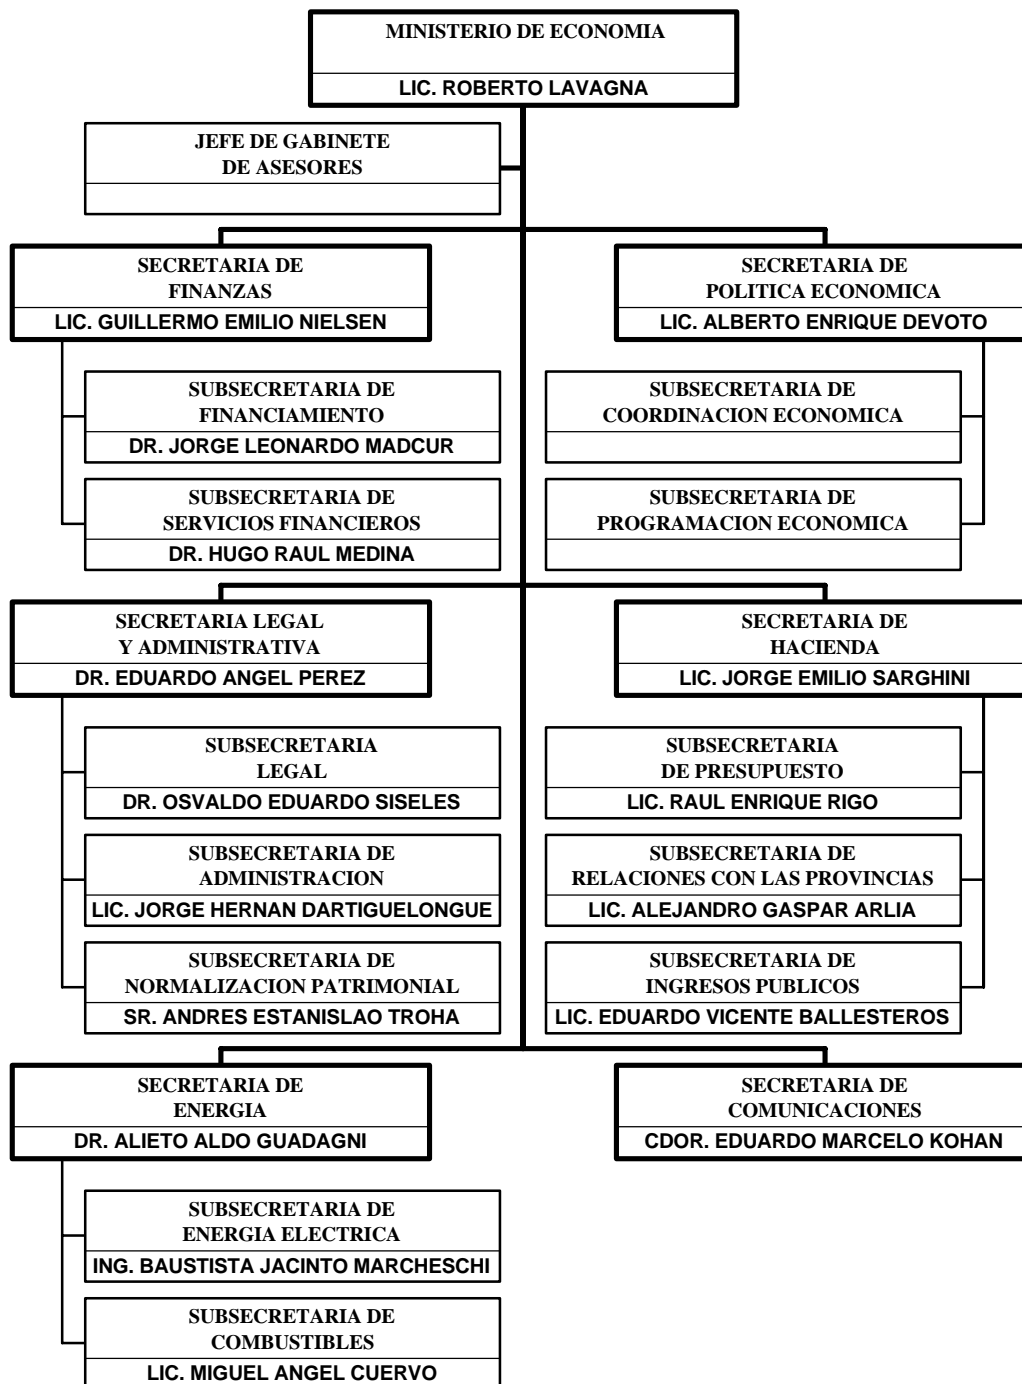 MINISTERIO DE ECONOMIA
LIC. ROBERTO LAVAGNA
JEFE DE GABINETE
DE ASESORES
SECRETARIA DE
FINANZAS
LIC. GUILLERMO EMILIO NIELSEN
SECRETARIA DE
POLITICA ECONOMICA
LIC. ALBERTO ENRIQUE DEVOTO
SUBSECRETARIA DE
FINANCIAMIENTO
DR. JORGE LEONARDO MADCUR
SUBSECRETARIA DE
COORDINACION ECONOMICA
SUBSECRETARIA DE
SERVICIOS FINANCIEROS
DR. HUGO RAUL MEDINA
SUBSECRETARIA DE
PROGRAMACION ECONOMICA
SECRETARIA LEGAL
Y ADMINISTRATIVA
DR. EDUARDO ANGEL PEREZ
SECRETARIA DE
HACIENDA
LIC. JORGE EMILIO SARGHINI
SUBSECRETARIA
LEGAL
DR. OSVALDO EDUARDO SISELES
SUBSECRETARIA
DE PRESUPUESTO
LIC. RAUL ENRIQUE RIGO
SUBSECRETARIA DE
ADMINISTRACION
LIC. JORGE HERNAN DARTIGUELONGUE
SUBSECRETARIA DE
RELACIONES CON LAS PROVINCIAS
LIC. ALEJANDRO GASPAR ARLIA
SUBSECRETARIA DE
NORMALIZACION PATRIMONIAL
SR. ANDRES ESTANISLAO TROHA
SUBSECRETARIA DE
INGRESOS PUBLICOS
LIC. EDUARDO VICENTE BALLESTEROS
SECRETARIA DE
ENERGIA
DR. ALIETO ALDO GUADAGNI
SECRETARIA DE
COMUNICACIONES
CDOR. EDUARDO MARCELO KOHAN
SUBSECRETARIA DE
ENERGIA ELECTRICA
ING. BAUSTISTA JACINTO MARCHESCHI
SUBSECRETARIA DE
COMBUSTIBLES
LIC. MIGUEL ANGEL CUERVO